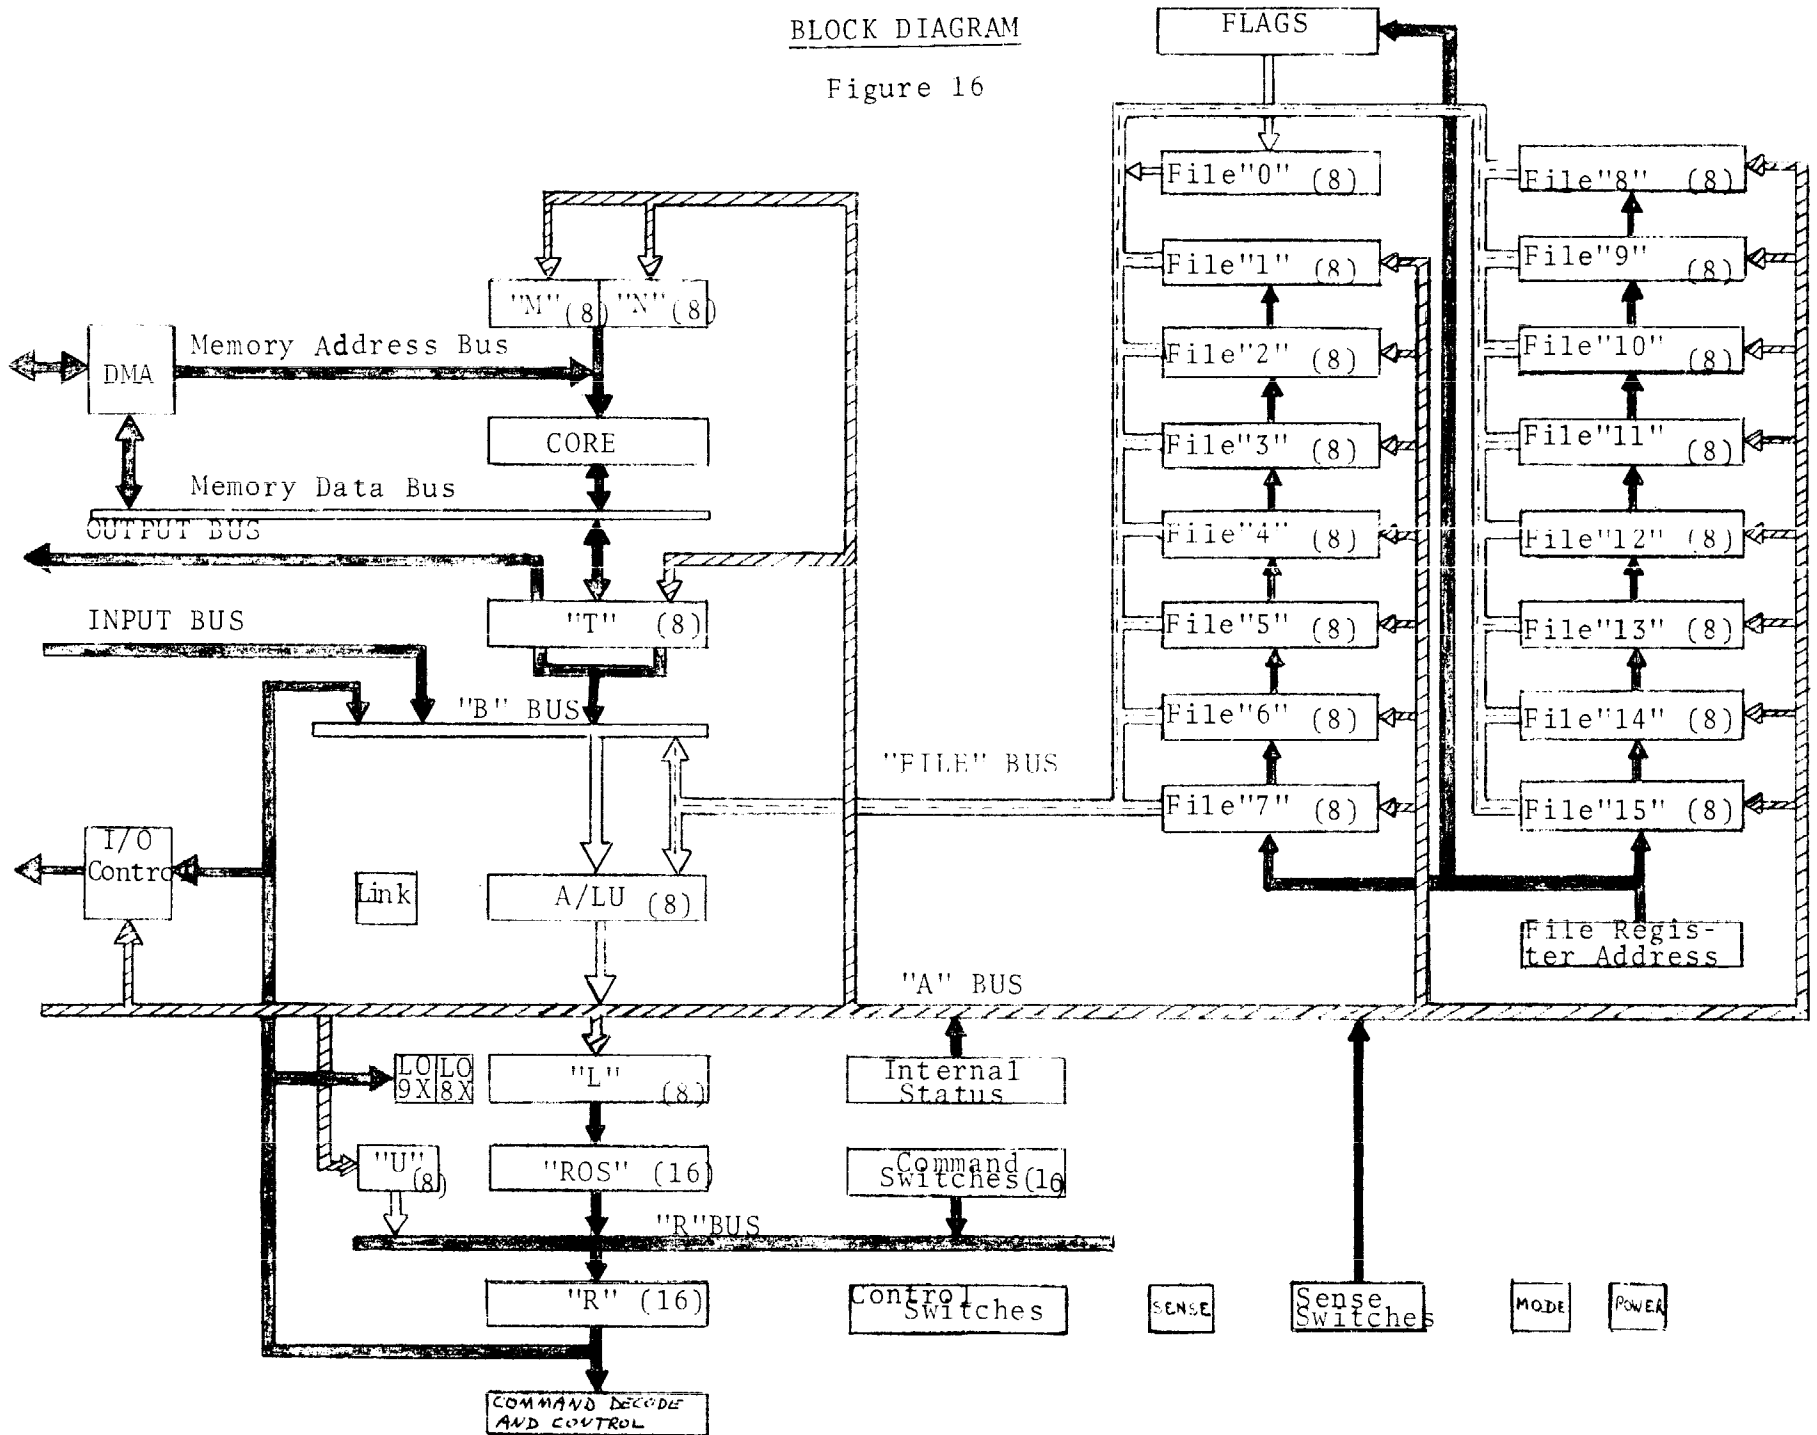 BLOCK DIAGRAM
Figure 16
FLAGS
File"0" (8)
File"1" (8)
File"2" (8)
File"3" (8)
File"4" (8)
File"5" (8)
File"6" (8)
File"7" (8)
File"8" (8)
File"9" (8)
File"10" (8)
File"11" (8)
File"12" (8)
File"13" (8)
File"14" (8)
File"15" (8)
File Regis-
ter Address
"M" (8) "N" (8)
Memory Address Bus
DMA
CORE
Memory Data Bus
OUTPUT BUS
"T" (8)
INPUT BUS
"B" BUS
"FILE" BUS
I/O
Contro
Link
A/LU (8)
"A" BUS
LO LO
9X 8X
"L" (8)
Internal
Status
"U" (8)
"ROS" (16)
Command
Switches(16
"R"BUS
"R" (16)
Control
Switches
SENSE
Sense
Switches
MODE
POWER
COMMAND DECODE
AND CONTROL